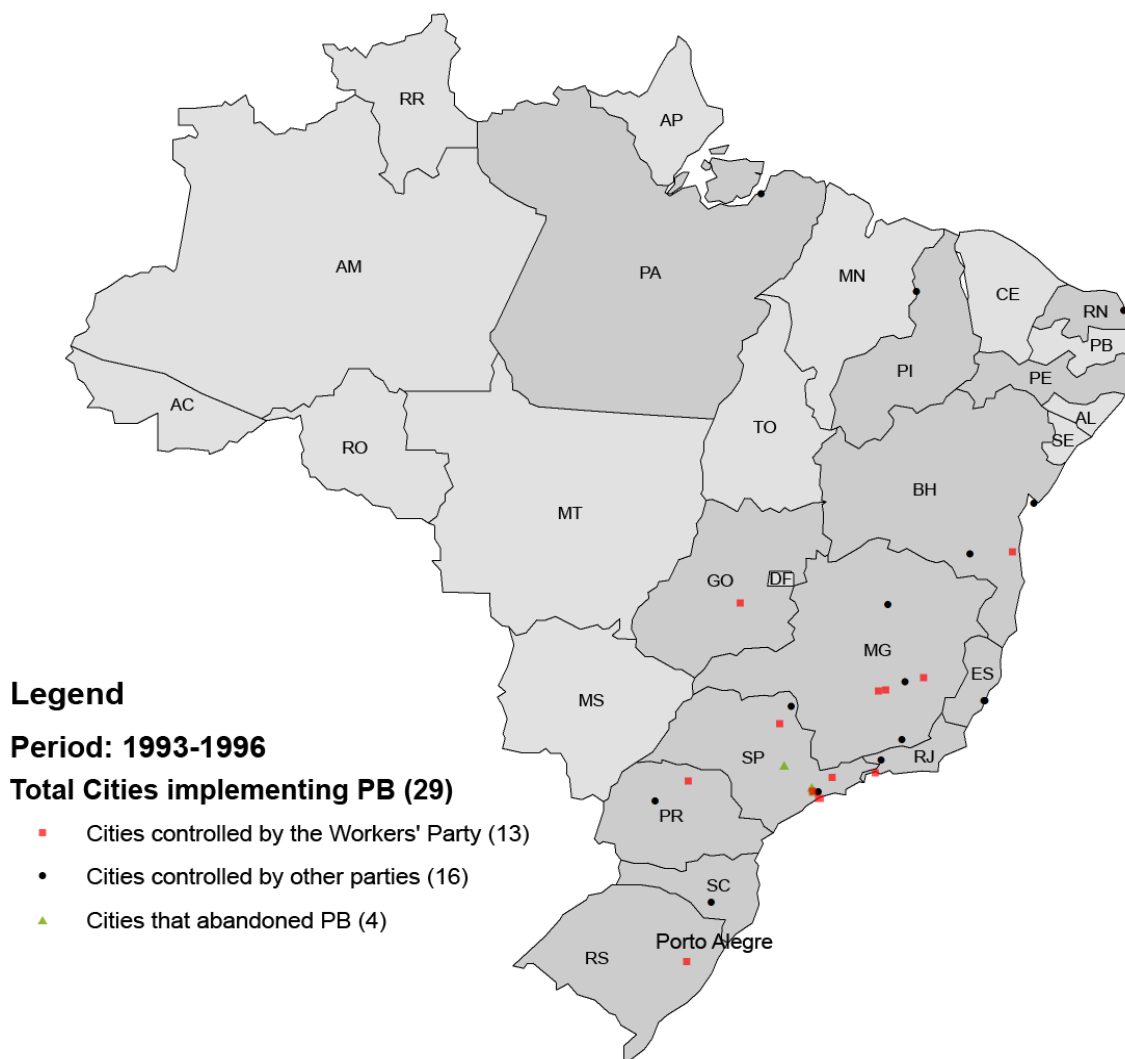 RR
AP
AM
PA
MN
CE
RN
PB
PI
PE
AC
AL
TO
SE
RO
BH
MT
GO
DF
MG
ES
MS
SP
RJ
PR
SC
Porto Alegre
RS
Legend
Period: 1993-1996
Total Cities implementing PB (29)
Cities controlled by the Workers' Party (13)
Cities controlled by other parties (16)
Cities that abandoned PB (4)